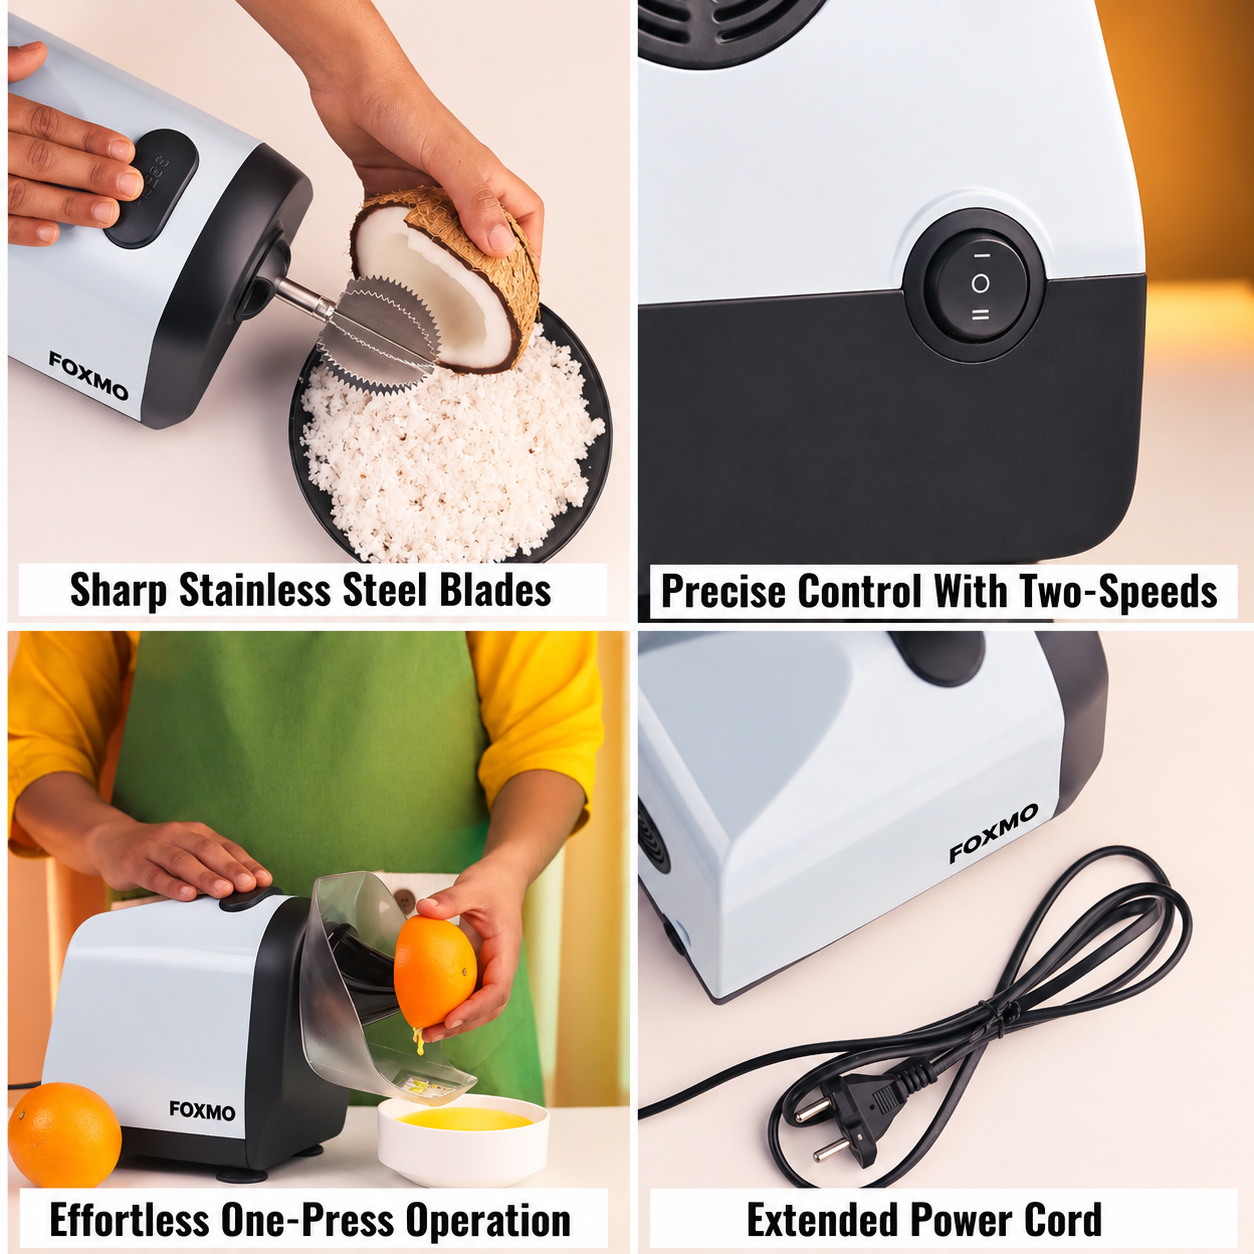 FOXMO
Sharp Stainless Steel Blades
I
O
II
Precise Control With Two-Speeds
FOXMO
Effortless One-Press Operation
FOXMO
Extended Power Cord